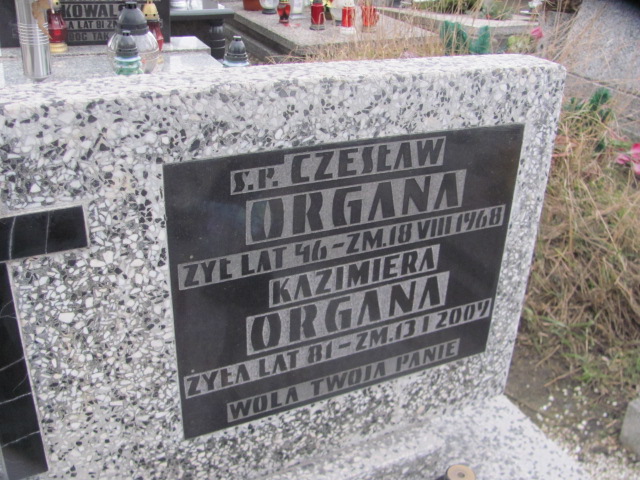 KOWAL
Ś.P. CZESŁAW
ORGANA
ŻYŁ LAT 46 - ZM. 18 VIII 1968
KAZIMIERA
ORGANA
ŻYŁA LAT 81 - ZM. 13 I 2009
WOLA TWOJA PANIE